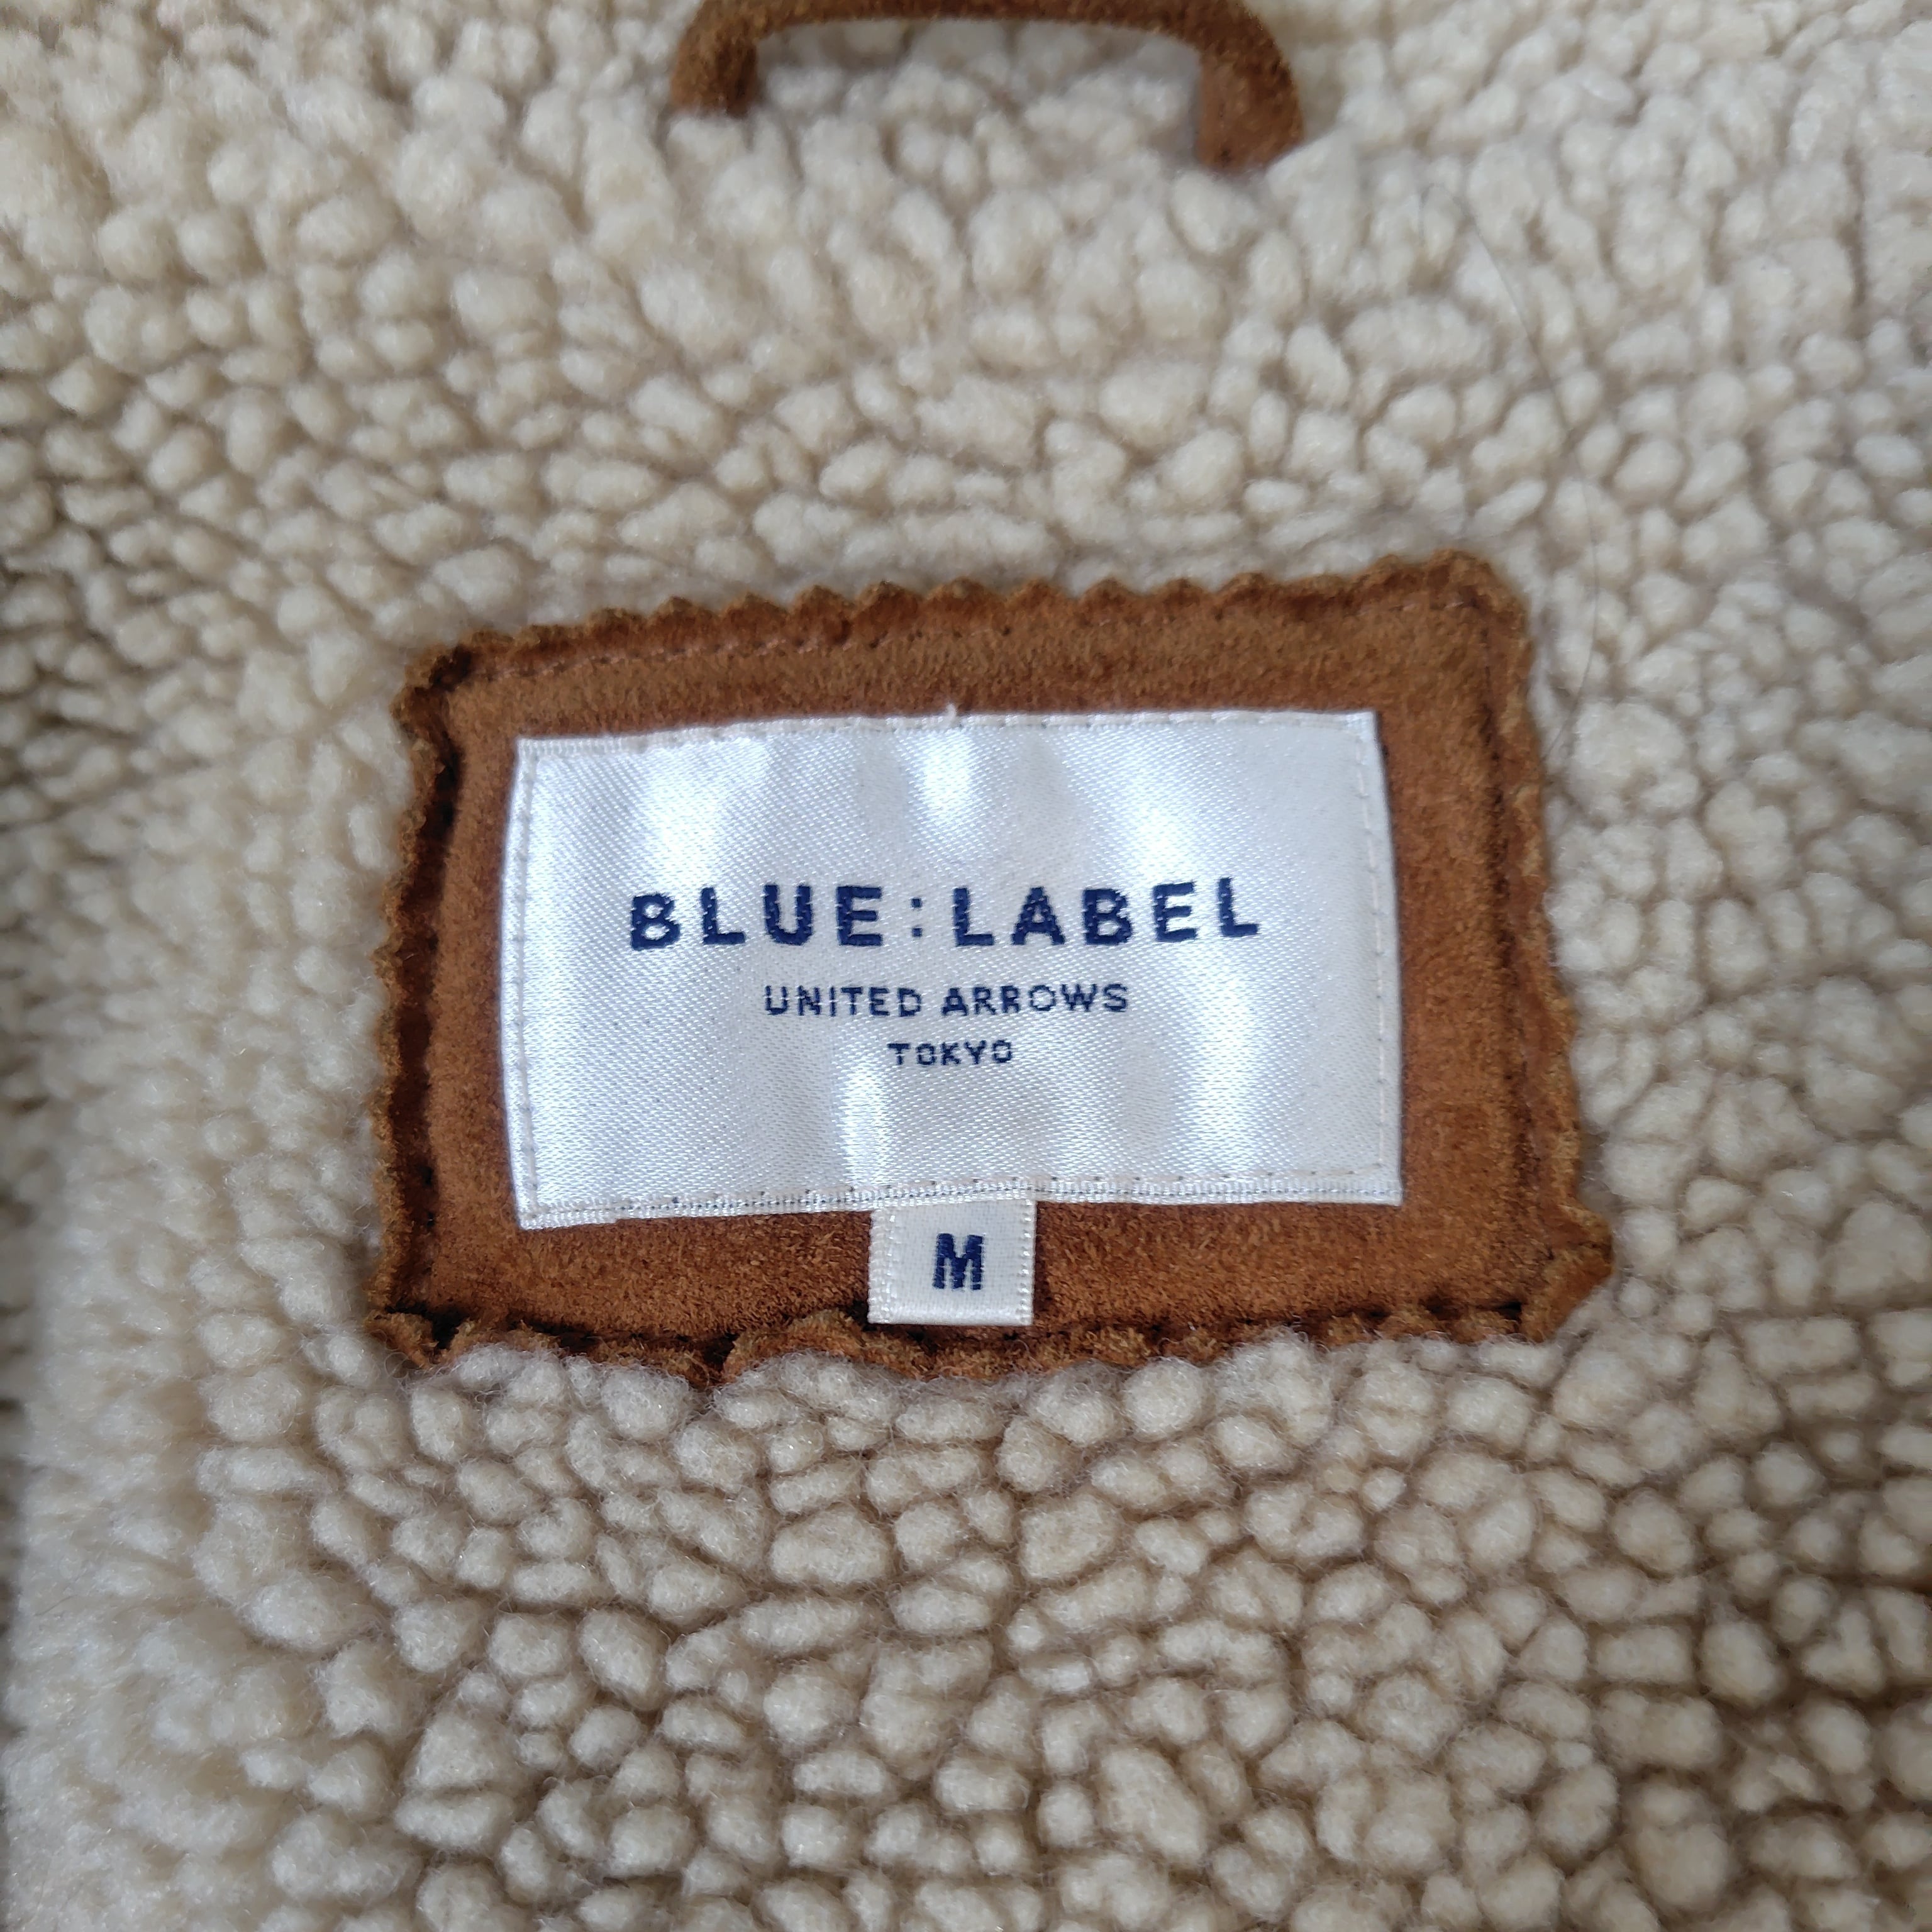 BLUE:LABEL
UNITED ARROWS
TOKYO
M